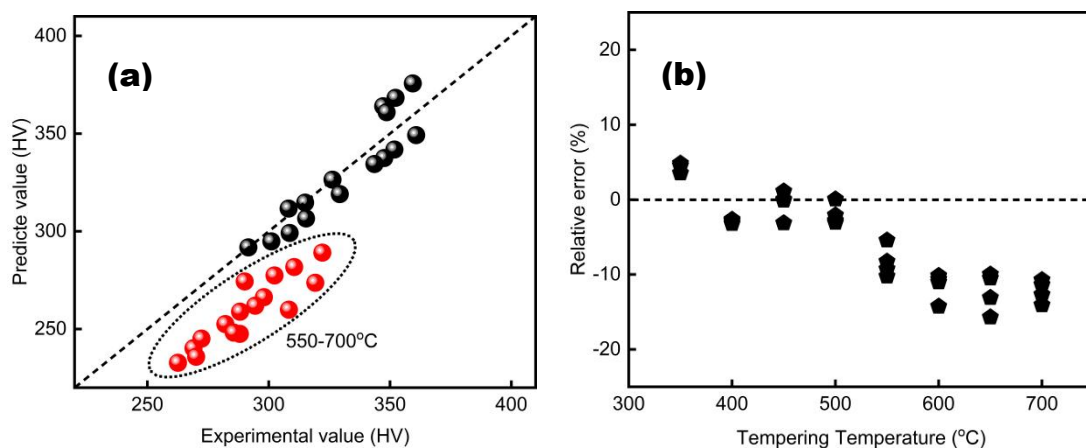 (a)
400
350
300
250
250
300
350
400
Predicte value (HV)
Experimental value (HV)
550-700°C
(b)
20
10
0
-10
-20
300
400
500
600
700
Relative error (%)
Tempering Temperature (°C)